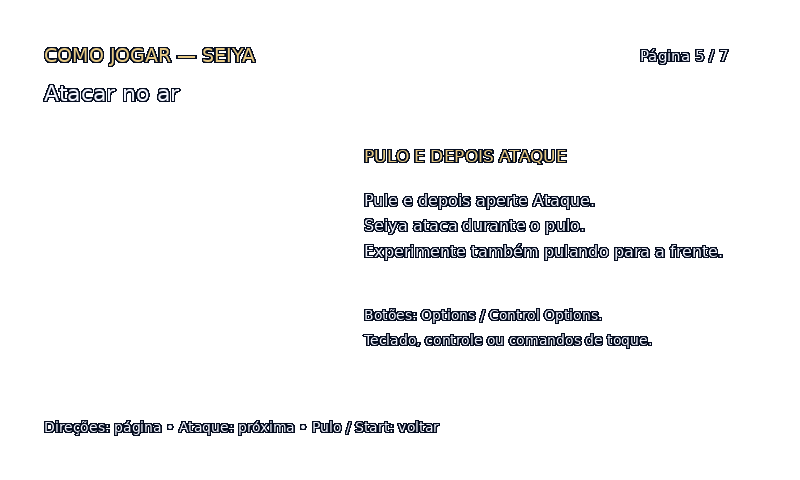 COMO JOGAR — SEIYA
Página 5 / 7
Atacar no ar
PULO E DEPOIS ATAQUE
Pule e depois aperte Ataque.
Seiya ataca durante o pulo.
Experimente também pulando para a frente.
Botões: Options / Control Options.
Teclado, controle ou comandos de toque.
Direções: página • Ataque: próxima • Pulo / Start: voltar